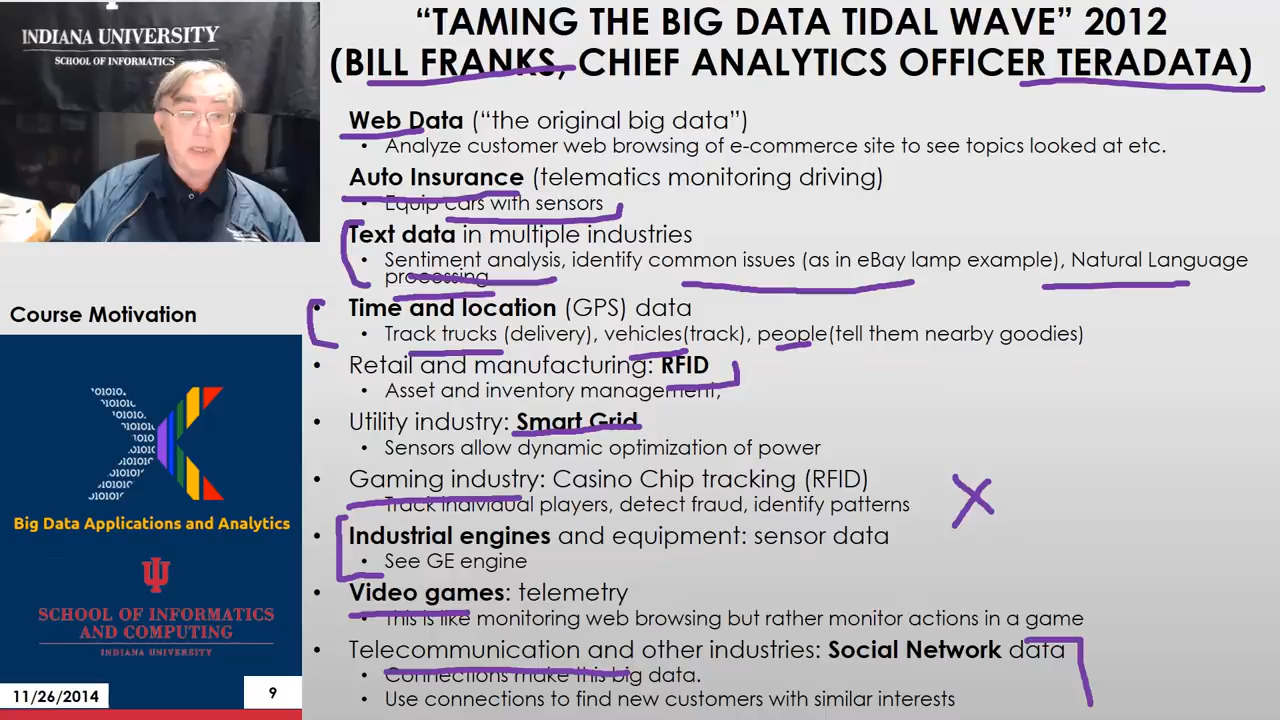 INDIANA UNIVERSITY
SCHOOL OF INFORMATICS
"TAMING THE BIG DATA TIDAL WAVE" 2012
(BILL FRANKS, CHIEF ANALYTICS OFFICER TERADATA)
Web Data ("the original big data")
• Analyze customer web browsing of e-commerce site to see topics looked at etc.
Auto Insurance (telematics monitoring driving)
• Equip cars with sensors
Text data in multiple industries
• Sentiment analysis, identify common issues (as in eBay lamp example), Natural Language
processing
• Time and location (GPS) data
• Track trucks (delivery), vehicles(track), people(tell them nearby goodies)
• Retail and manufacturing: RFID
• Asset and inventory management,
• Utility industry: Smart Grid
• Sensors allow dynamic optimization of power
• Gaming industry: Casino Chip tracking (RFID)
Track individual players, detect fraud, identify patterns
• Industrial engines and equipment: sensor data
• See GE engine
• Video games: telemetry
• This is like monitoring web browsing but rather monitor actions in a game
• Telecommunication and other industries: Social Network data
• Connections make this big data.
• Use connections to find new customers with similar interests
Course Motivation
Big Data Applications and Analytics
SCHOOL OF INFORMATICS
AND COMPUTING
INDIANA UNIVERSITY
11/26/2014
9